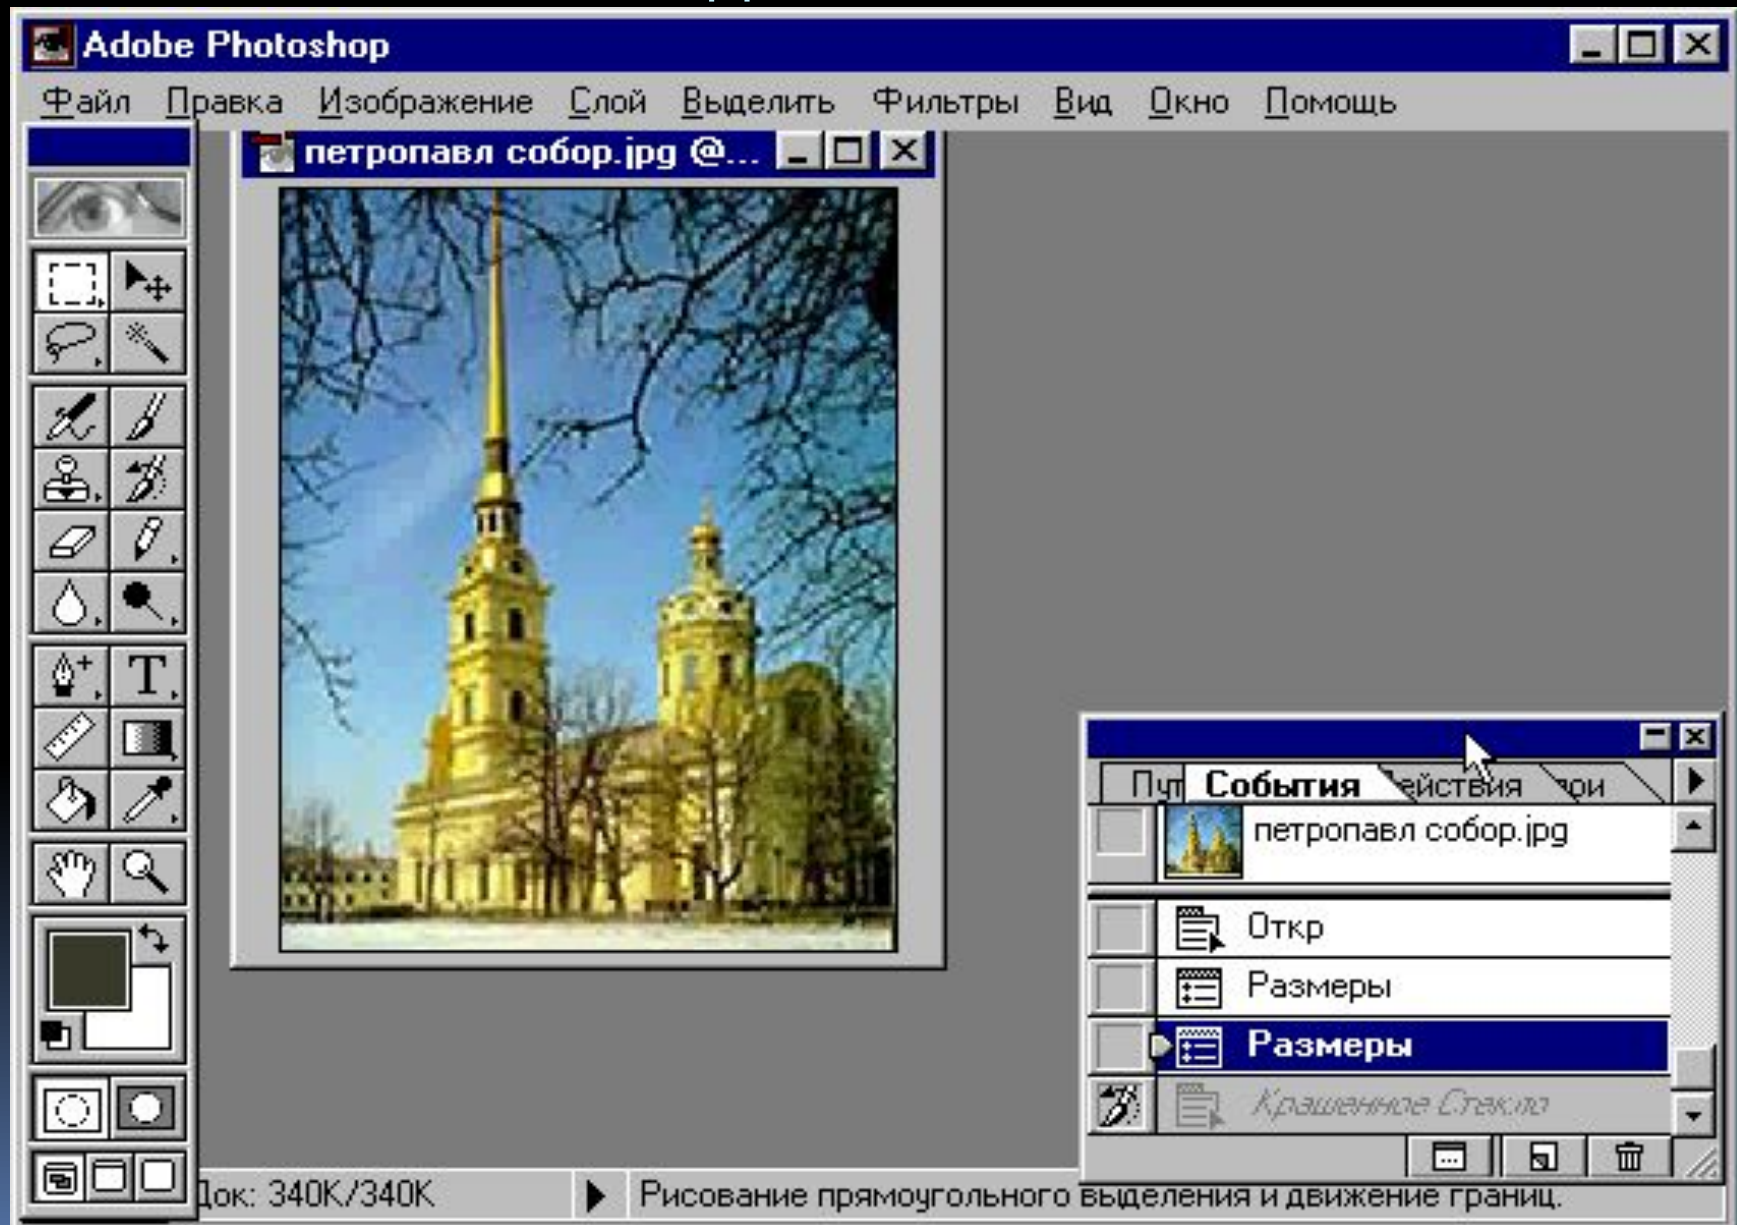 Adobe Photoshop
Файл Правка Изображение Слой Выделить Фильтры Вид Окно Помощь
петропавл собор.jpg @...
T
События
петропавл собор.jpg
Откр
Размеры
Размеры
Крашенное Стекло
Док: 340K/340K
Рисование прямоугольного выделения и движение границ.